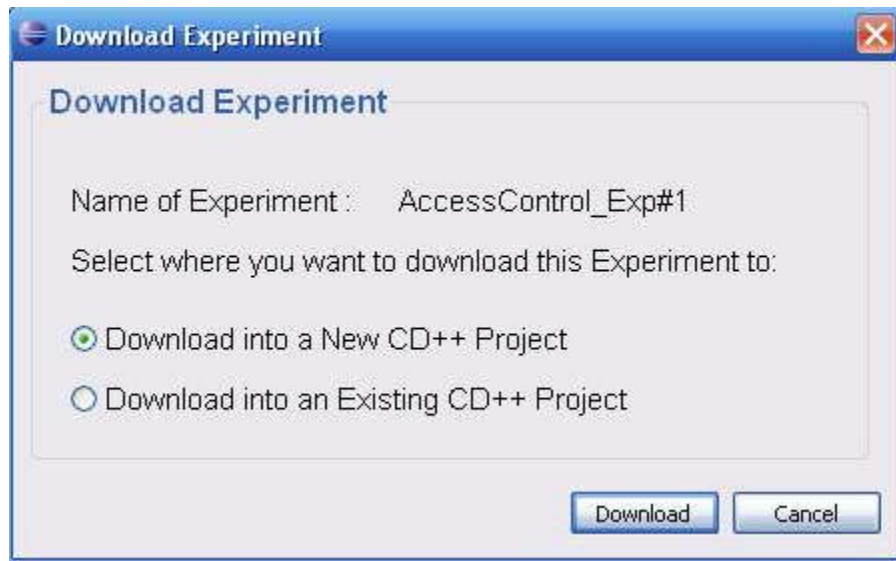 Download Experiment
Download Experiment
Name of Experiment : AccessControl_Exp#1
Select where you want to download this Experiment to:
Download into a New CD++ Project
Download into an Existing CD++ Project
Download Cancel